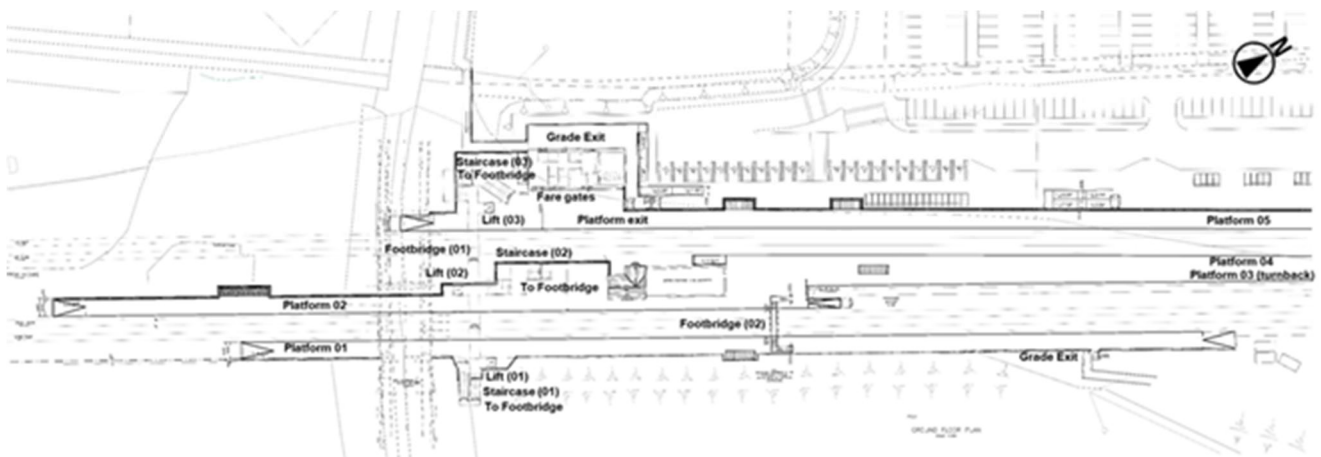 N
Grade Exit
Staircase (03)
To Footbridge
Fare gates
Lift (03)
Platform exit
Platform 05
Footbridge (01)
Staircase (02)
Lift (02)
To Footbridge
Platform 04
Platform 03 (turnback)
Platform 02
Footbridge (02)
Platform 01
Grade Exit
Lift (01)
Staircase (01)
To Footbridge
GROUND FLOOR PLAN